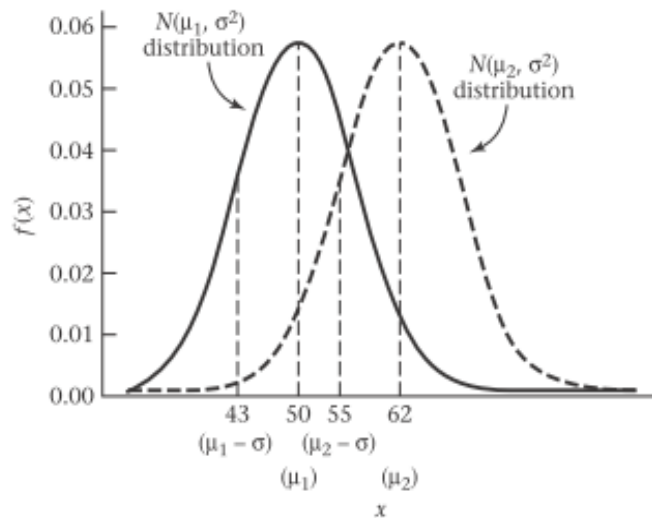 0.06
0.05
0.04
0.03
0.02
0.01
0.00
f(x)
N(μ₁, σ²)
distribution
N(μ₂, σ²)
distribution
43 50 55 62
(μ₁ – σ) (μ₂ – σ)
(μ₁) (μ₂)
x